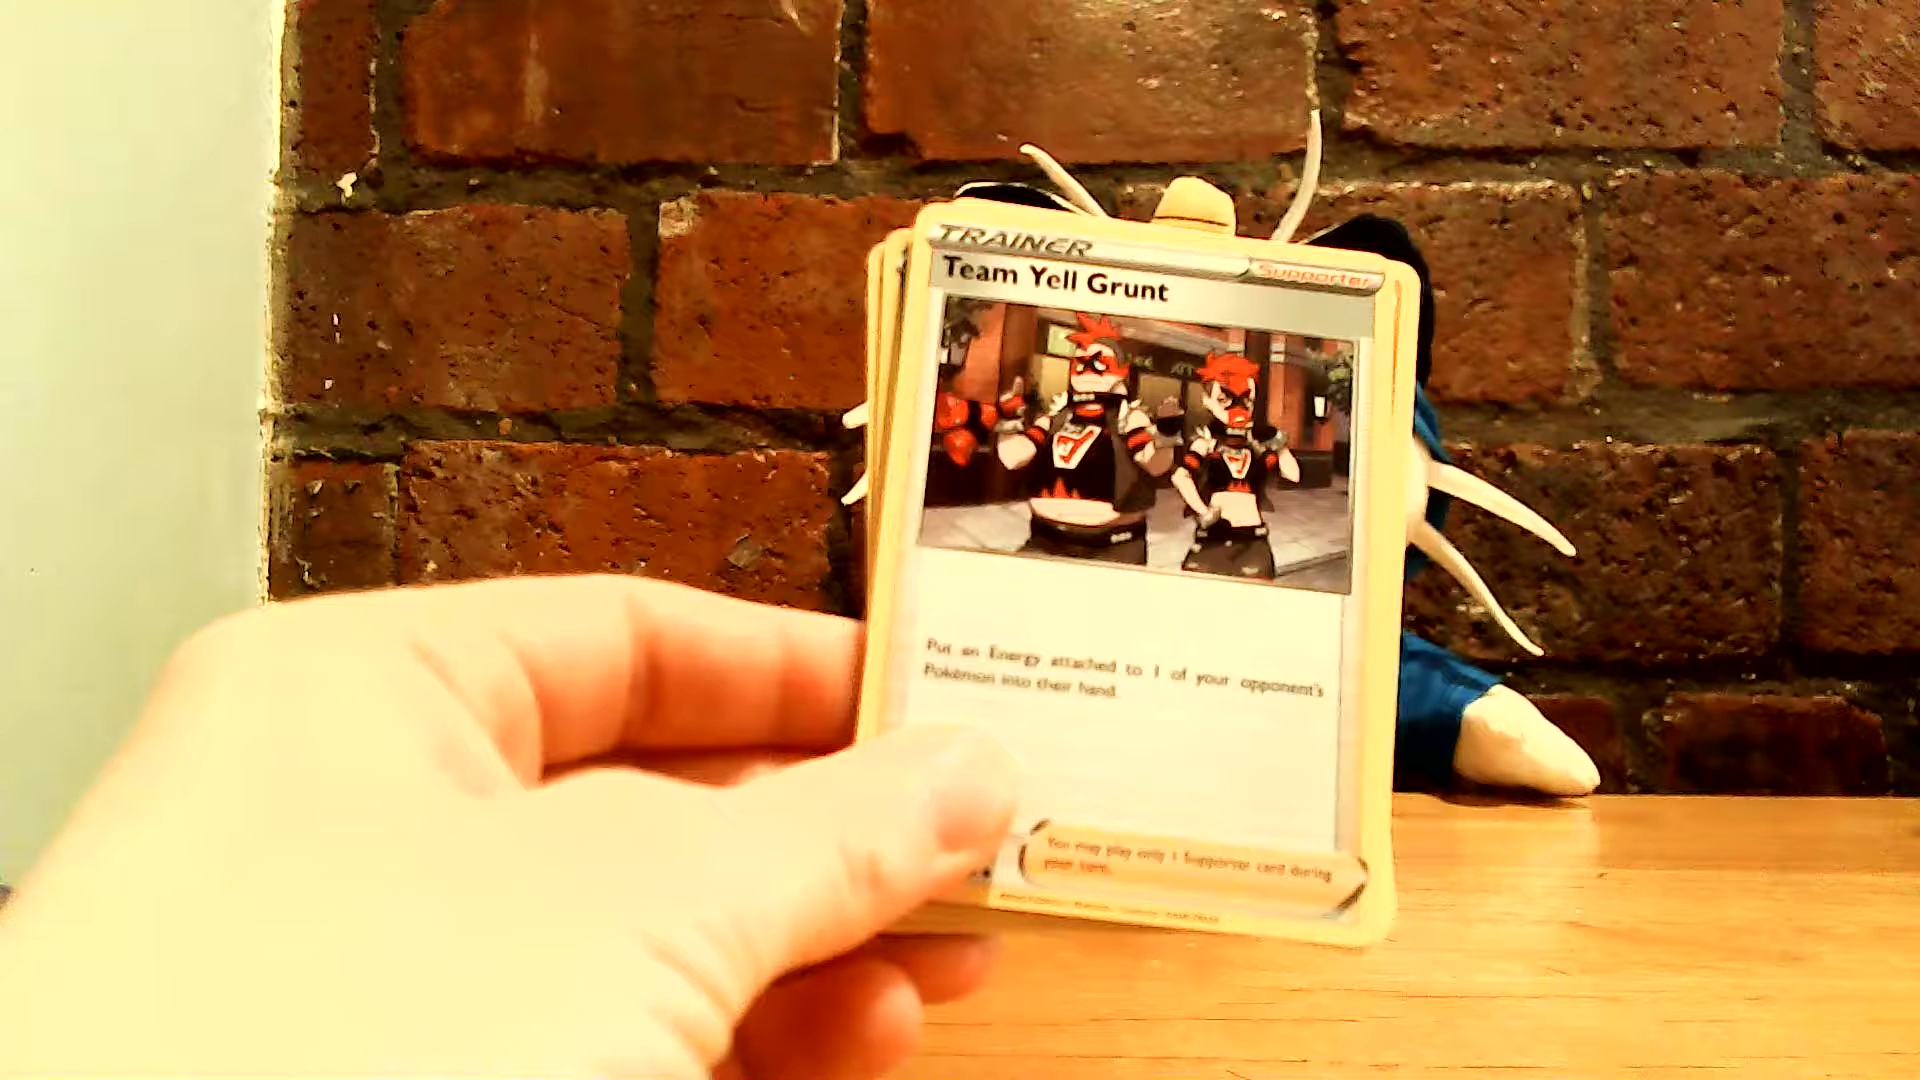 TRAINER
Supporter
Team Yell Grunt
Put an Energy attached to 1 of your opponent's
Pokémon into their hand.
You may play only 1 Supporter card during
your turn.